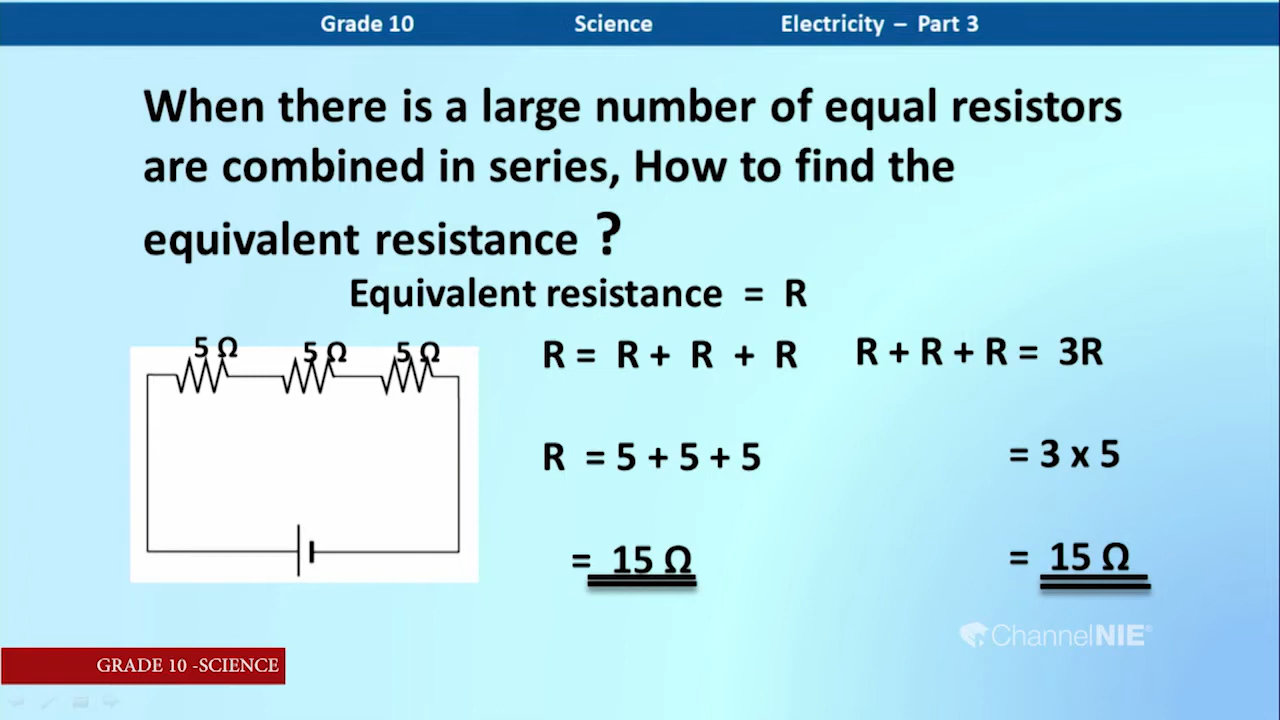 Grade 10 Science Electricity – Part 3
When there is a large number of equal resistors
are combined in series, How to find the
equivalent resistance ?
Equivalent resistance = R
5 Ω 5 Ω 5 Ω
R = R + R + R
R = 5 + 5 + 5
= 15 Ω
R + R + R = 3R
= 3 x 5
= 15 Ω
ChannelNIE®
GRADE 10 -SCIENCE